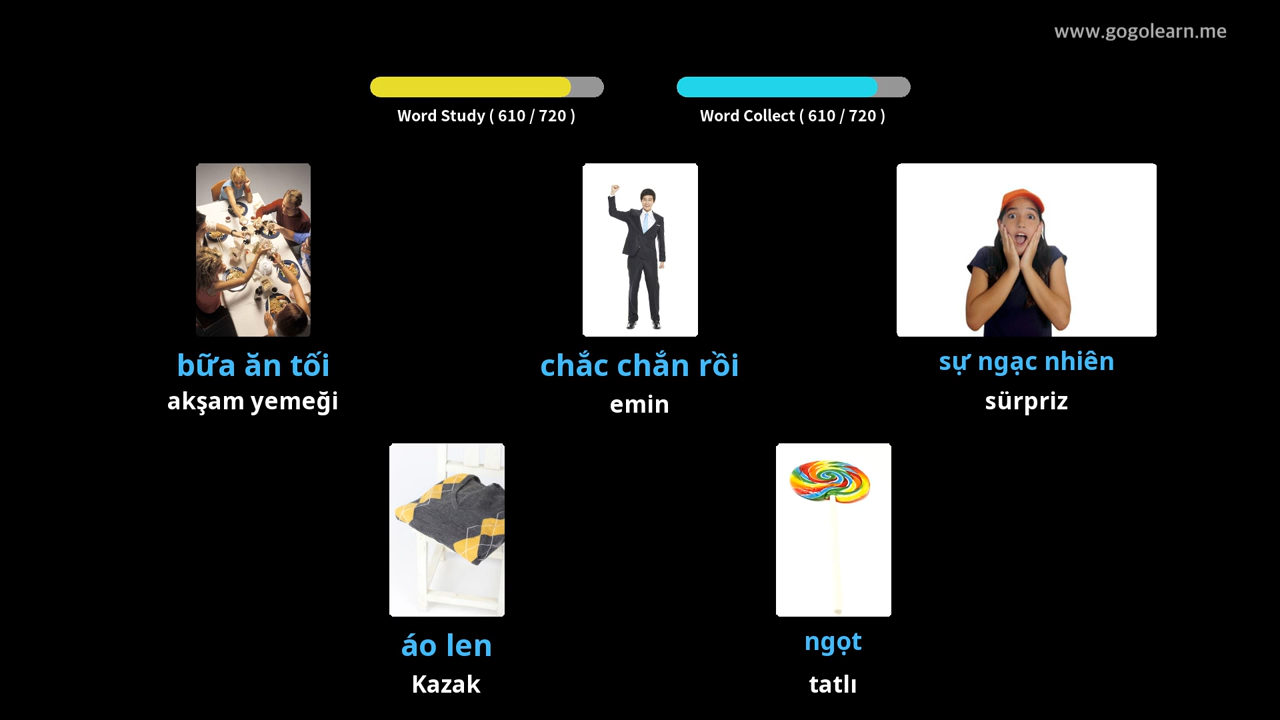 www.gogolearn.me
Word Study ( 610 / 720 )
Word Collect ( 610 / 720 )
bữa ăn tối
akşam yemeği
chắc chắn rồi
emin
sự ngạc nhiên
sürpriz
áo len
Kazak
ngọt
tatlı